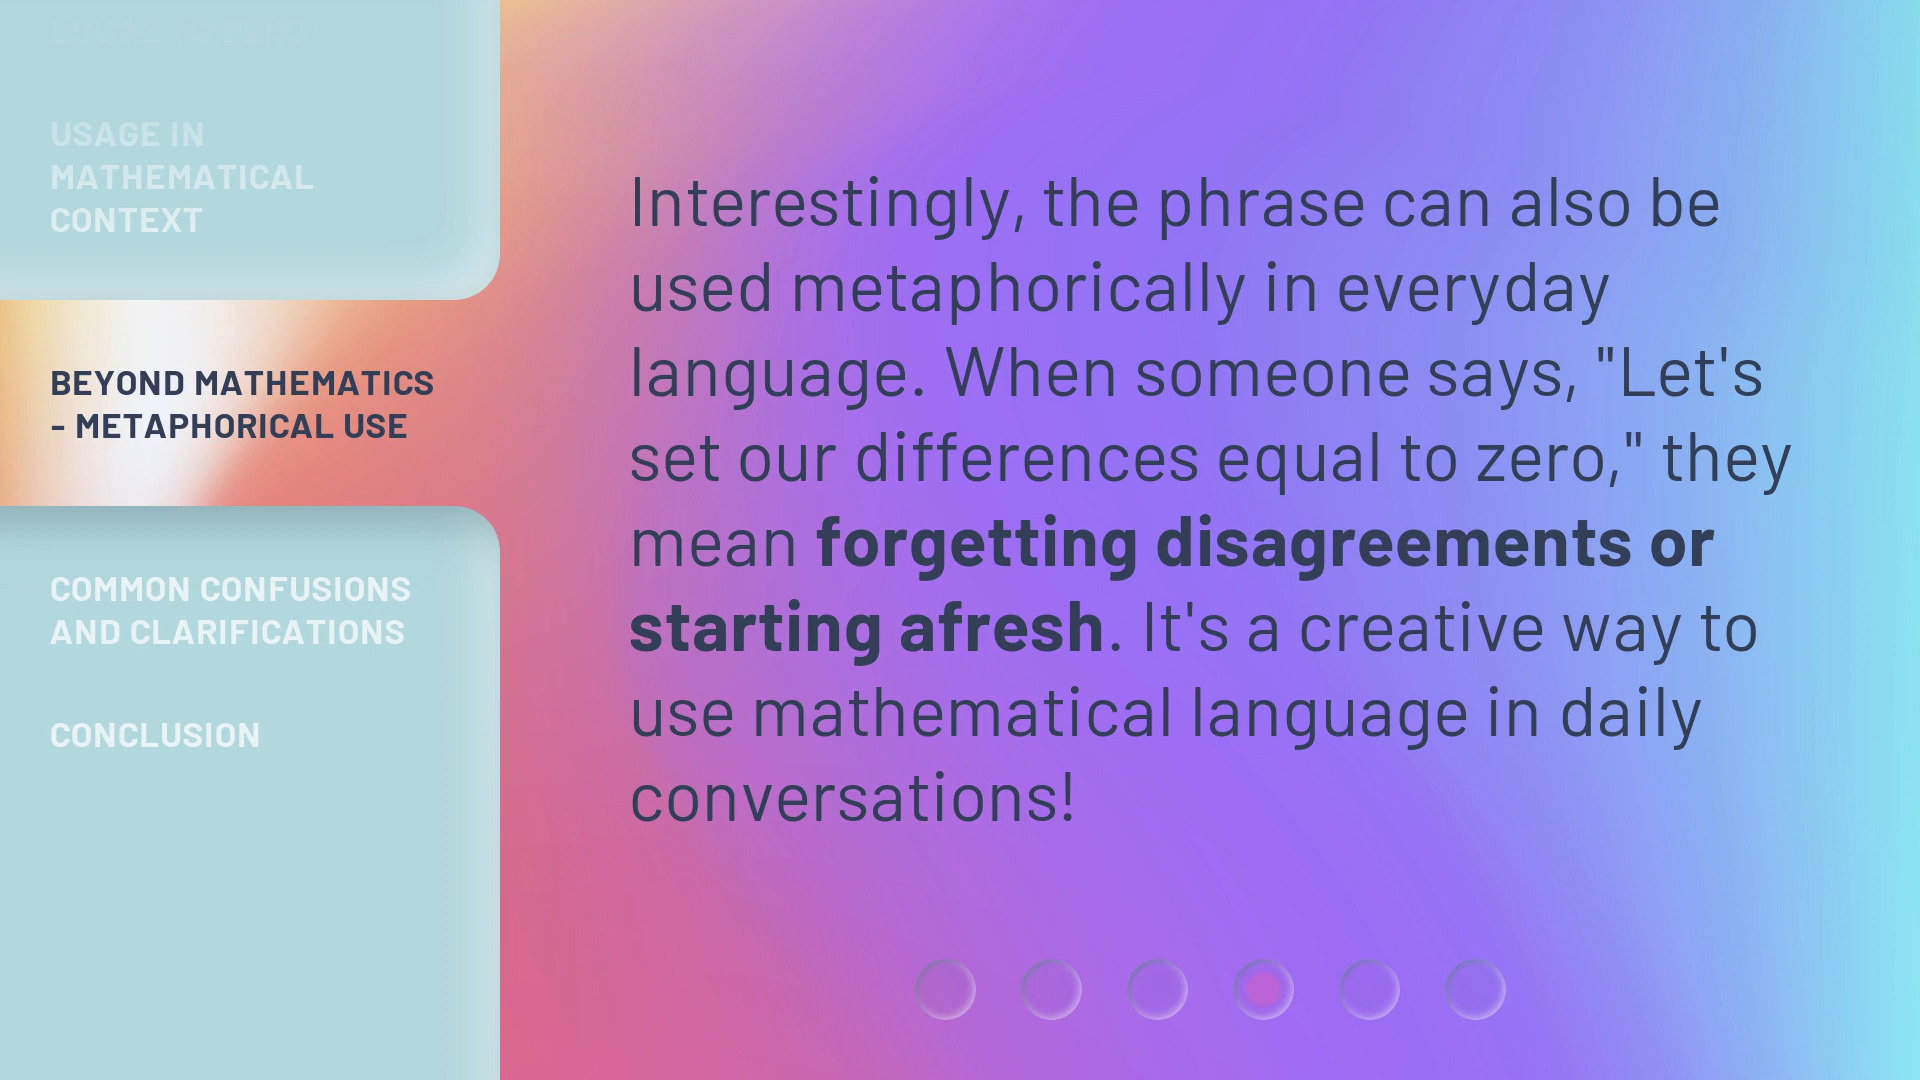 USAGE IN
MATHEMATICAL
CONTEXT
BEYOND MATHEMATICS
- METAPHORICAL USE
COMMON CONFUSIONS
AND CLARIFICATIONS
CONCLUSION
Interestingly, the phrase can also be
used metaphorically in everyday
language. When someone says, "Let's
set our differences equal to zero," they
mean forgetting disagreements or
starting afresh. It's a creative way to
use mathematical language in daily
conversations!